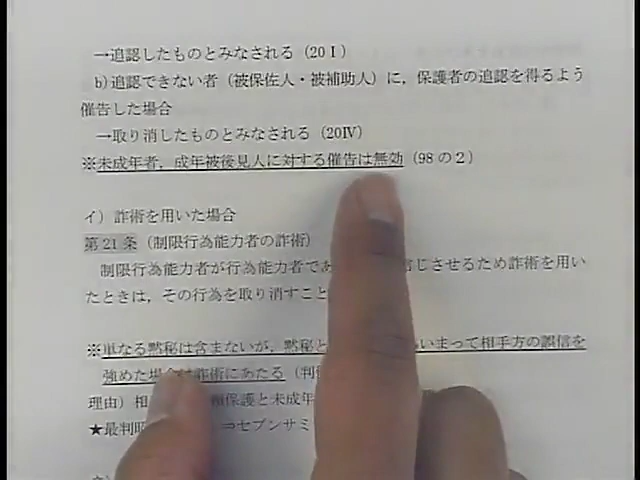 →追認したものとみなされる（20Ⅰ）
b)追認できない者（被保佐人・被補助人）に，保護者の追認を得るよう
催告した場合
→取り消したものとみなされる（20Ⅳ）
※未成年者，成年被後見人に対する催告は無効（98の2）
イ）詐術を用いた場合
第21条（制限行為能力者の詐術）
制限行為能力者が行為能力者であ 信じさせるため詐術を用い
たときは，その行為を取り消すこと
※単なる黙秘は含まないが，黙秘と いまって相手方の誤信を
強めた場 は詐術にあたる（判
理由）相 保護と未成年
★最判昭 コセブンサミ